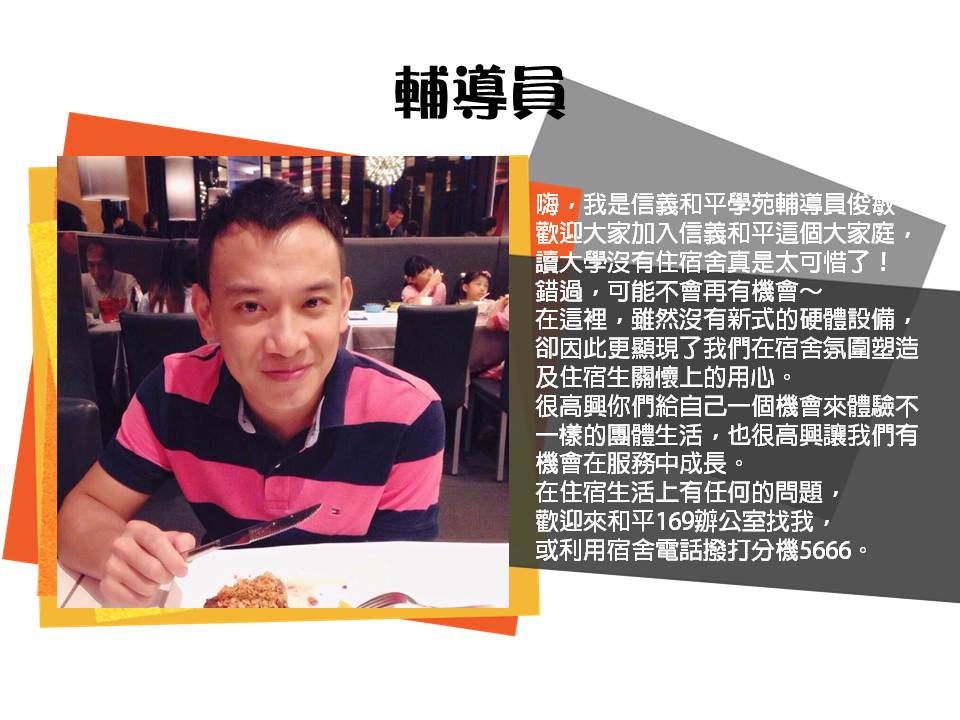 輔導員
嗨，我是信義和平學苑輔導員俊敏
歡迎大家加入信義和平這個大家庭，
讀大學沒有住宿舍真是太可惜了！
錯過，可能不會再有機會～
在這裡，雖然沒有新式的硬體設備，
卻因此更顯現了我們在宿舍氛圍塑造
及住宿生關懷上的用心。
很高興你們給自己一個機會來體驗不
一樣的團體生活，也很高興讓我們有
機會在服務中成長。
在住宿生活上有任何的問題，
歡迎來和平169辦公室找我，
或利用宿舍電話撥打分機5666。